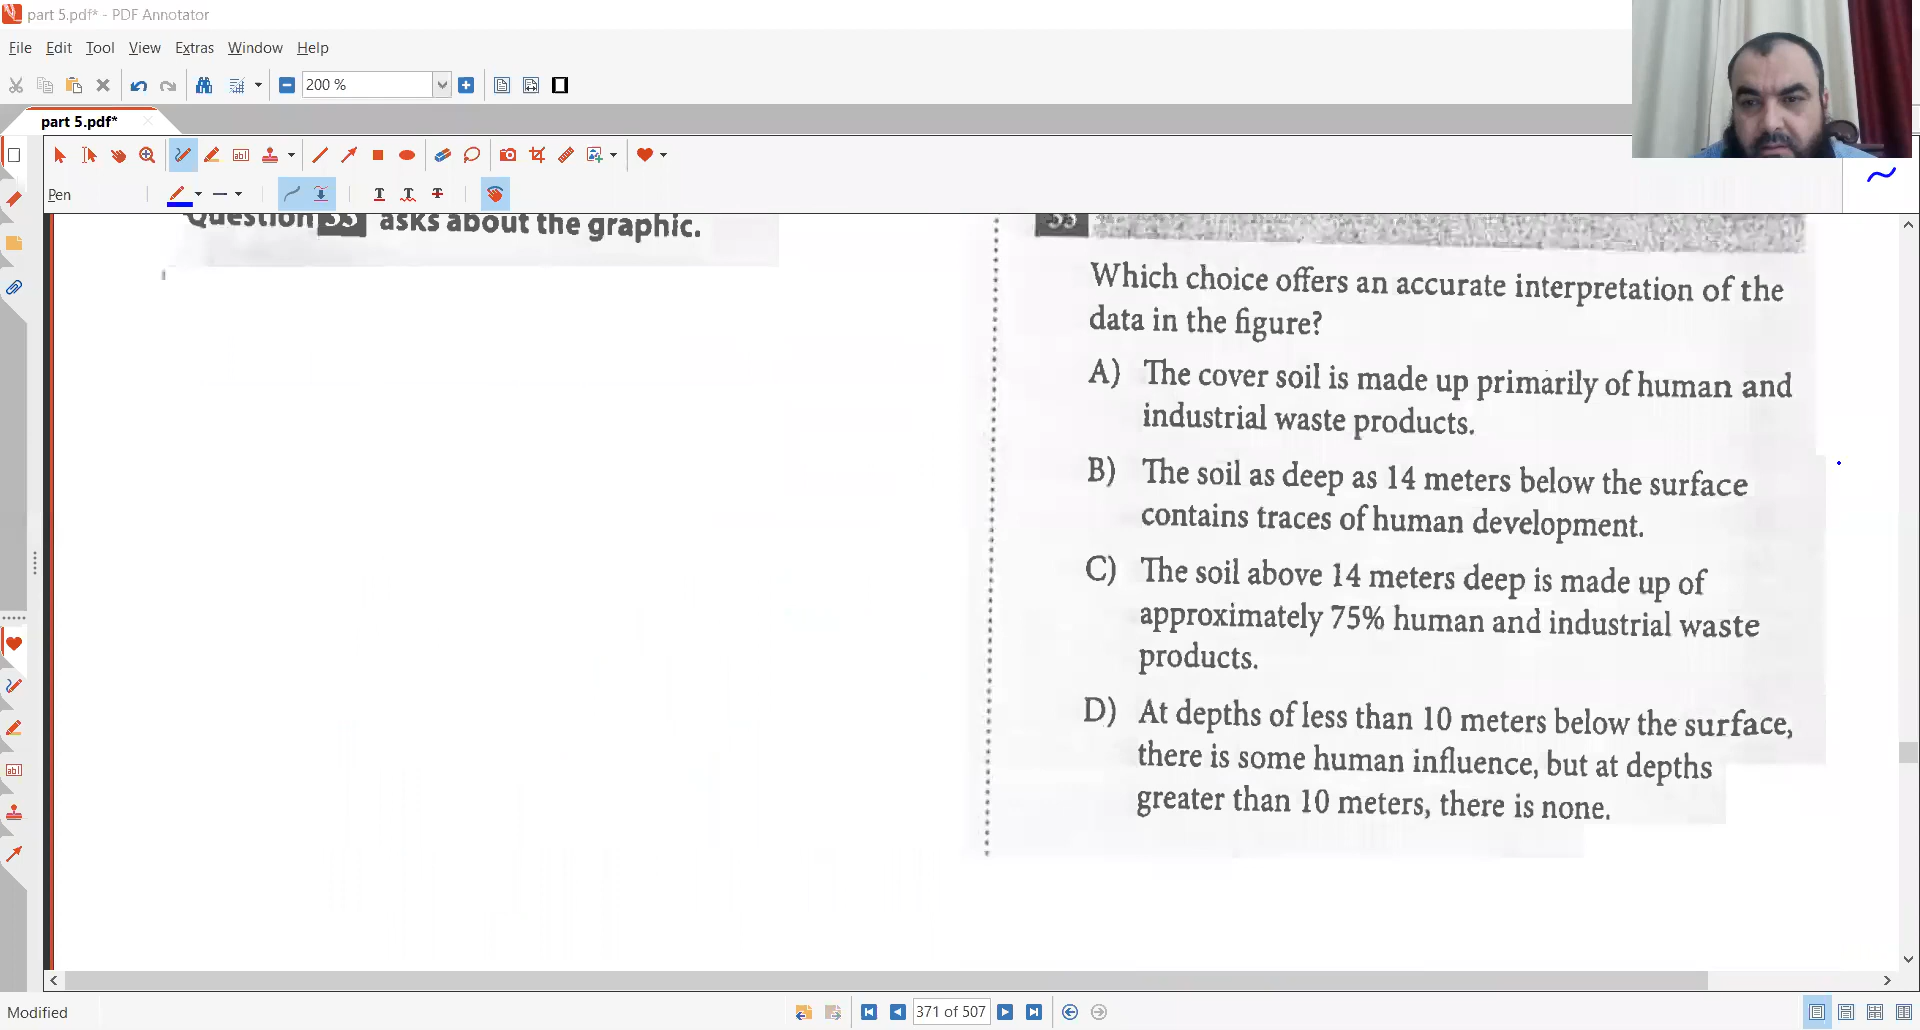 part 5.pdf* - PDF Annotator
File Edit Tool View Extras Window Help
200 %
part 5.pdf*
Pen
Question 33 asks about the graphic.
33
Which choice offers an accurate interpretation of the
data in the figure?
A) The cover soil is made up primarily of human and
industrial waste products.
B) The soil as deep as 14 meters below the surface
contains traces of human development.
C) The soil above 14 meters deep is made up of
approximately 75% human and industrial waste
products.
D) At depths of less than 10 meters below the surface,
there is some human influence, but at depths
greater than 10 meters, there is none.
Modified
371 of 507